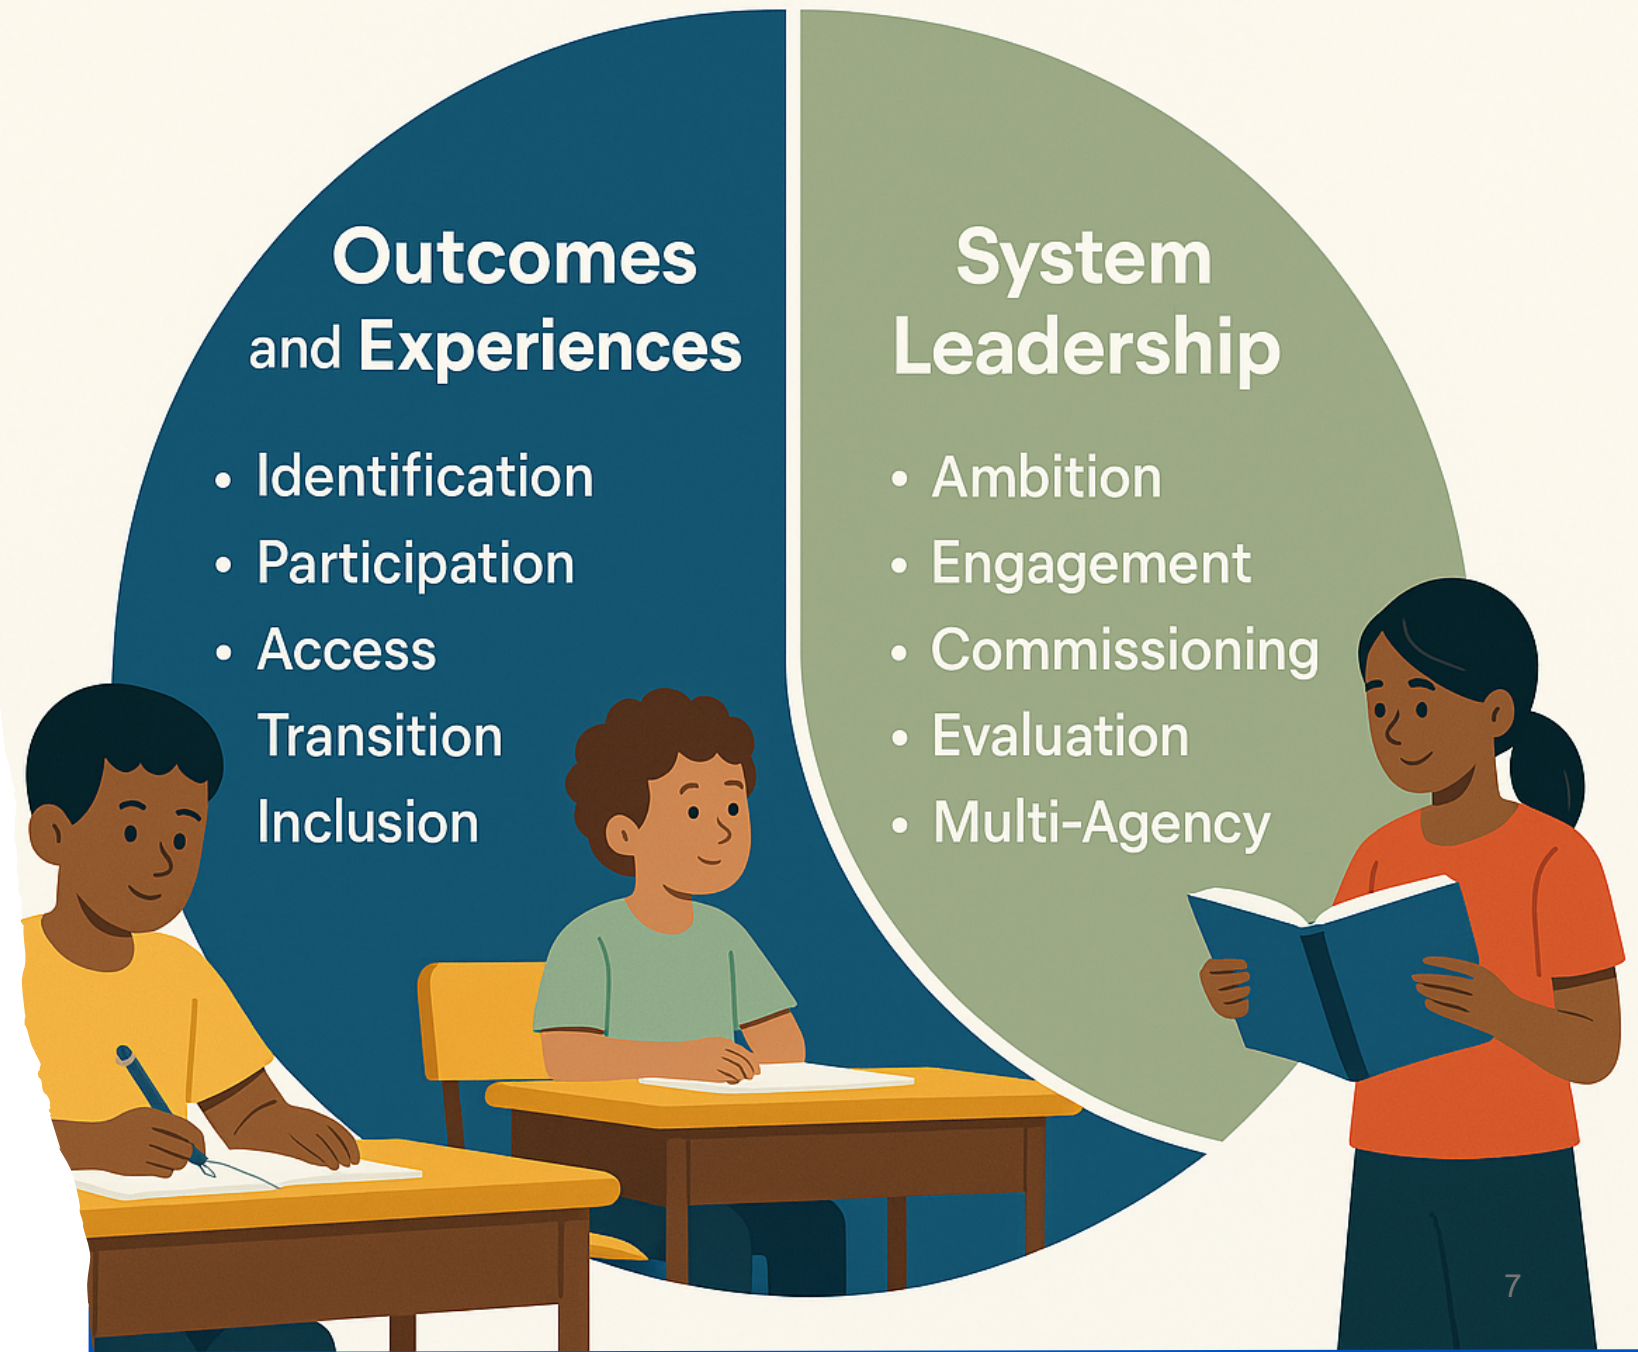 Outcomes
and Experiences
• Identification
• Participation
• Access
Transition
Inclusion
System
Leadership
• Ambition
• Engagement
• Commissioning
• Evaluation
• Multi-Agency
7